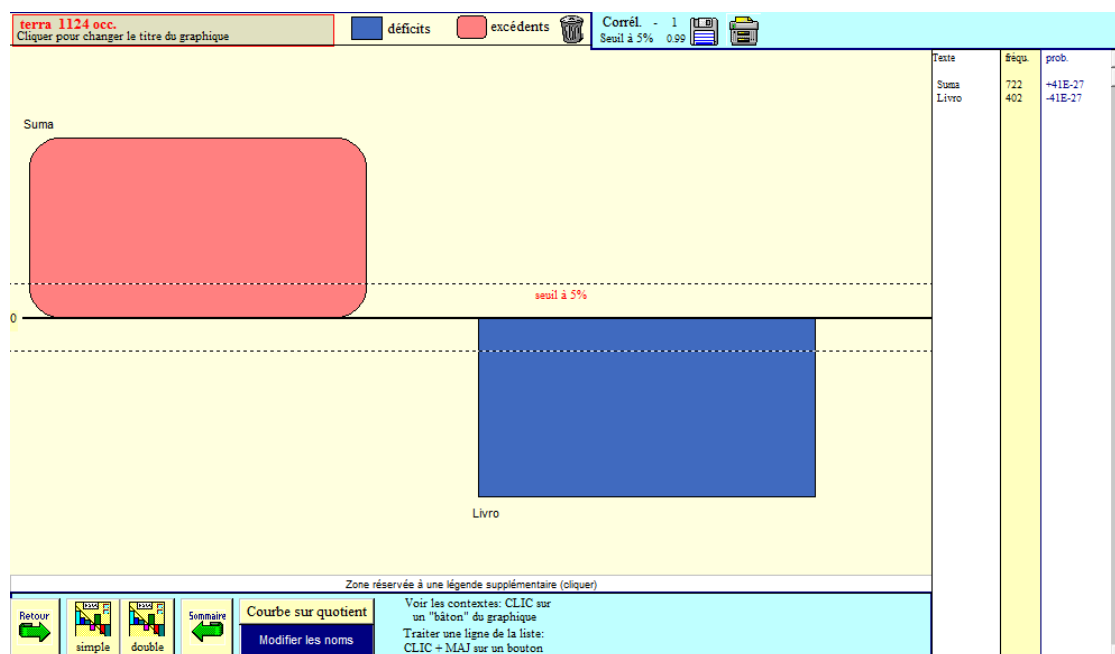 terra 1124 occ.
Cliquer pour changer le titre du graphique
déficits
excédents
Corrél. - 1
Seuil à 5% 0.99
Texte fréqu. prob.
Suma 722 +41E-27
Livro 402 -41E-27
Suma
seuil à 5%
0
Livro
Zone réservée à une légende supplémentaire (cliquer)
Retour
simple
double
Sommaire
Courbe sur quotient
Modifier les noms
Voir les contextes: CLIC sur
un "bâton" du graphique
Traiter une ligne de la liste:
CLIC + MAJ sur un bouton